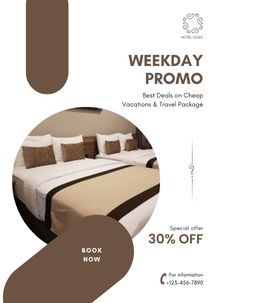 HOTEL LOGO
WEEKDAY
PROMO
Best Deals on Cheap
Vacations & Travel Package
Special offer
30% OFF
BOOK
NOW
For information
+123-456-7890